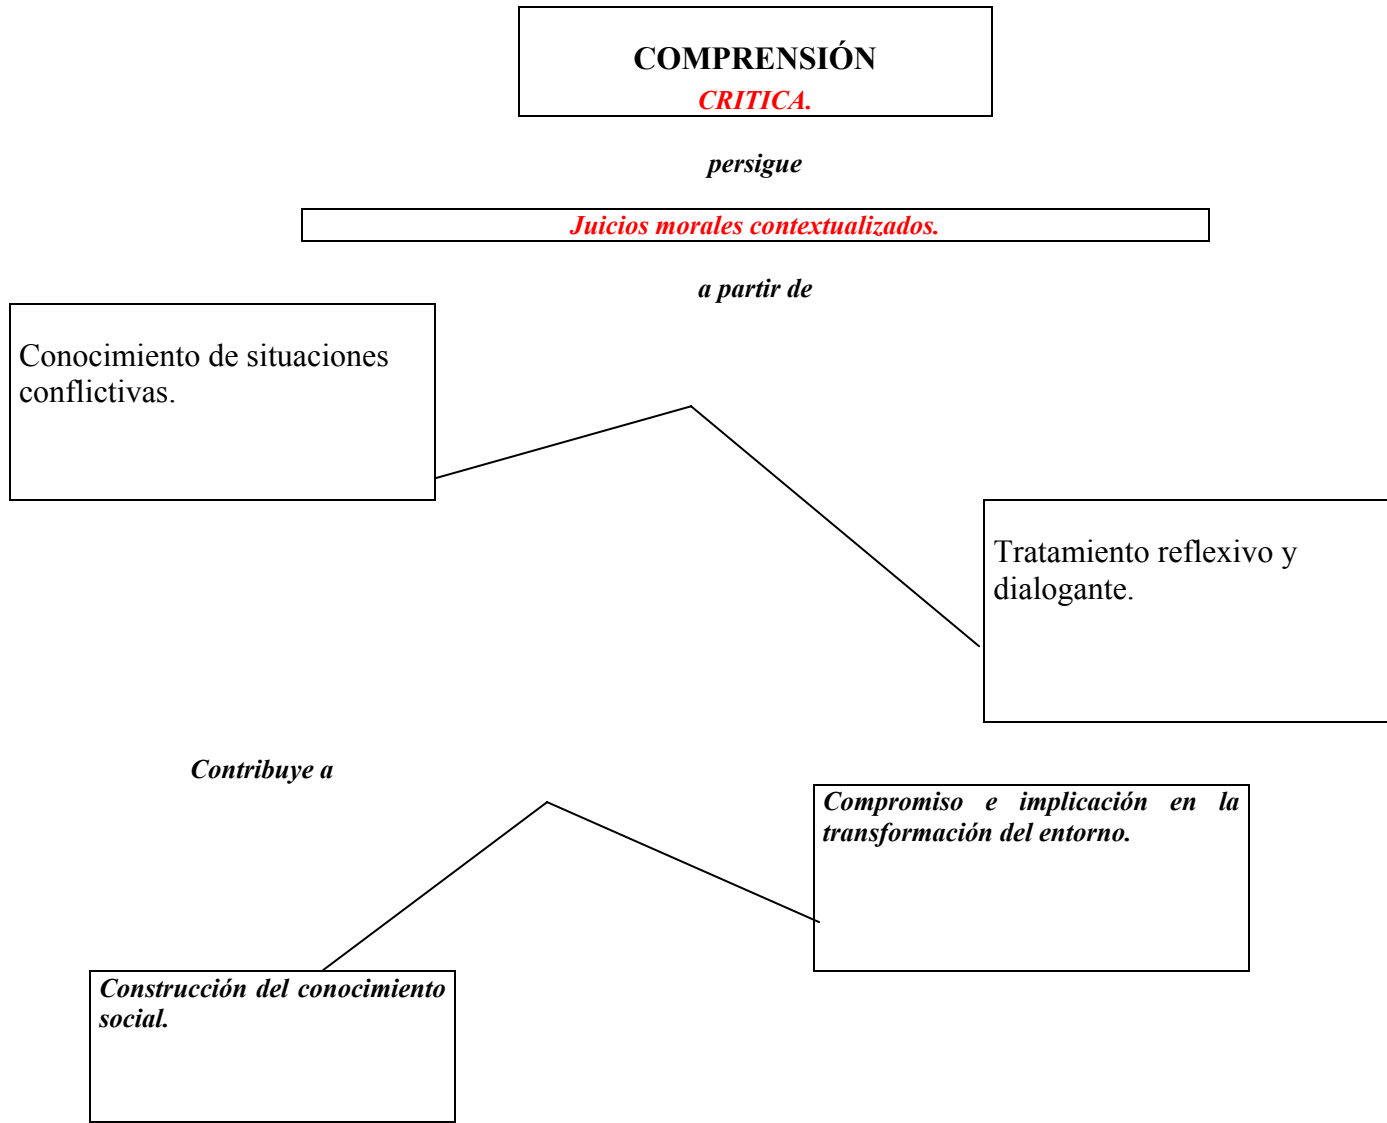 COMPRENSIÓN
CRITICA.
persigue
Juicios morales contextualizados.
a partir de
Conocimiento de situaciones
conflictivas.
Tratamiento reflexivo y
dialogante.
Contribuye a
Compromiso e implicación en la
transformación del entorno.
Construcción del conocimiento
social.